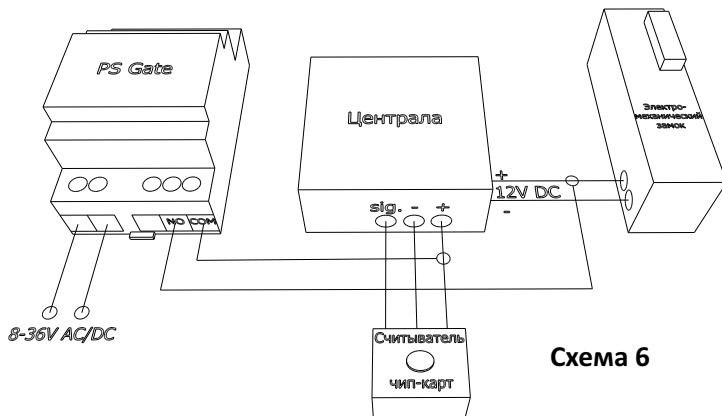 PS Gate
NO COM
8-36V AC/DC
Централа
sig. - +
+
12V DC
-
Электро-
механический
замок
Считыватель
чип-карт
Схема 6